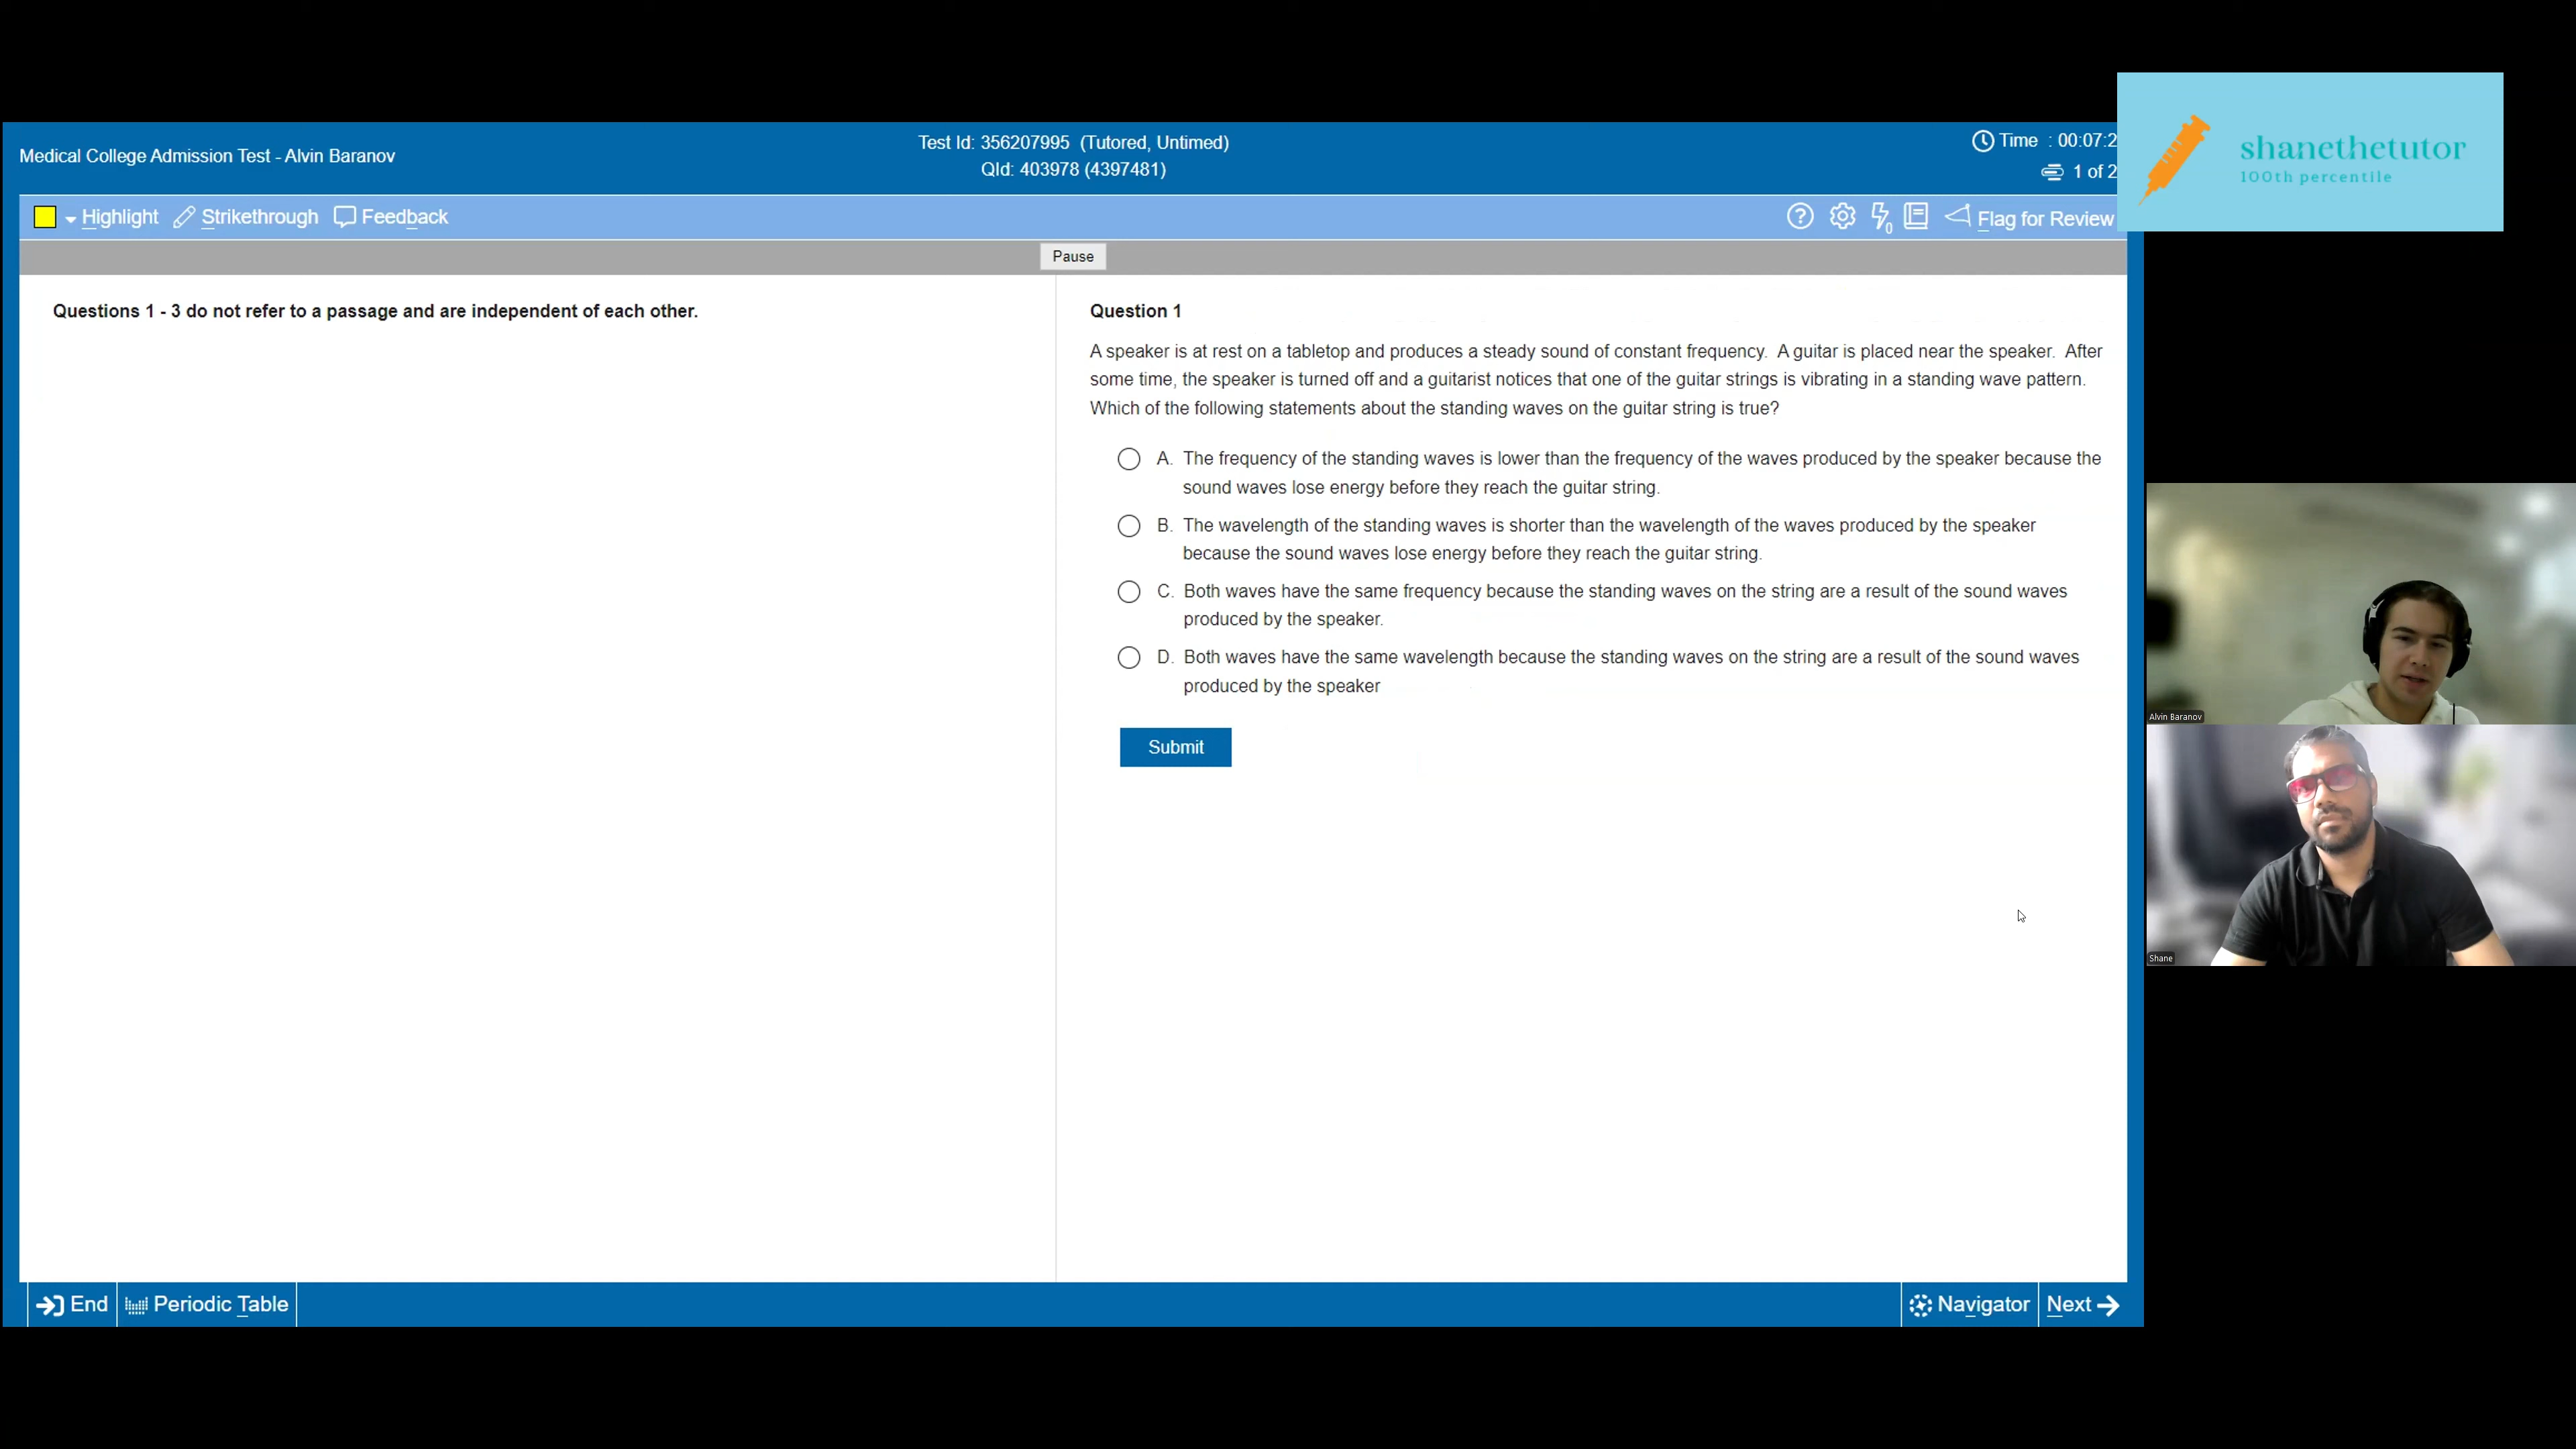 Medical College Admission Test - Alvin Baranov
Test Id: 356207995 (Tutored, Untimed)
QId: 403978 (4397481)
Time : 00:07:2
1 of 2
shanethetutor
100th percentile
Highlight
Strikethrough
Feedback
0
Flag for Review
Pause
Questions 1 - 3 do not refer to a passage and are independent of each other.
Question 1
A speaker is at rest on a tabletop and produces a steady sound of constant frequency. A guitar is placed near the speaker. After
some time, the speaker is turned off and a guitarist notices that one of the guitar strings is vibrating in a standing wave pattern.
Which of the following statements about the standing waves on the guitar string is true?
A. The frequency of the standing waves is lower than the frequency of the waves produced by the speaker because the
sound waves lose energy before they reach the guitar string.
B. The wavelength of the standing waves is shorter than the wavelength of the waves produced by the speaker
because the sound waves lose energy before they reach the guitar string.
C. Both waves have the same frequency because the standing waves on the string are a result of the sound waves
produced by the speaker.
D. Both waves have the same wavelength because the standing waves on the string are a result of the sound waves
produced by the speaker
Submit
Alvin Baranov
Shane
End
Periodic Table
Navigator
Next